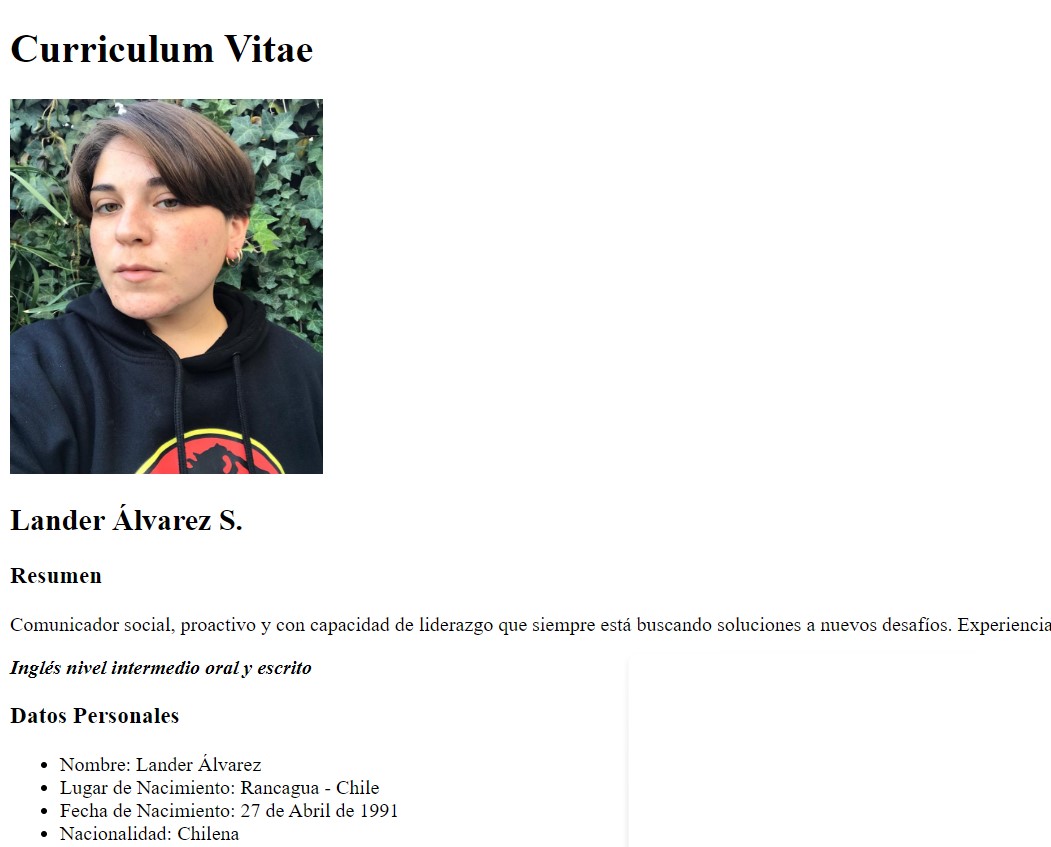 Curriculum Vitae
Lander Álvarez S.
Resumen
Comunicador social, proactivo y con capacidad de liderazgo que siempre está buscando soluciones a nuevos desafíos. Experiencia
Inglés nivel intermedio oral y escrito
Datos Personales
• Nombre: Lander Álvarez
• Lugar de Nacimiento: Rancagua - Chile
• Fecha de Nacimiento: 27 de Abril de 1991
• Nacionalidad: Chilena